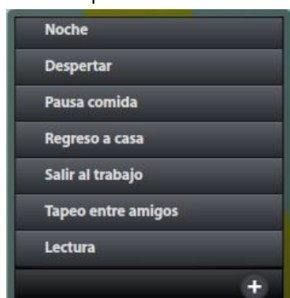 Noche
Despertar
Pausa comida
Regreso a casa
Salir al trabajo
Tapeo entre amigos
Lectura
+